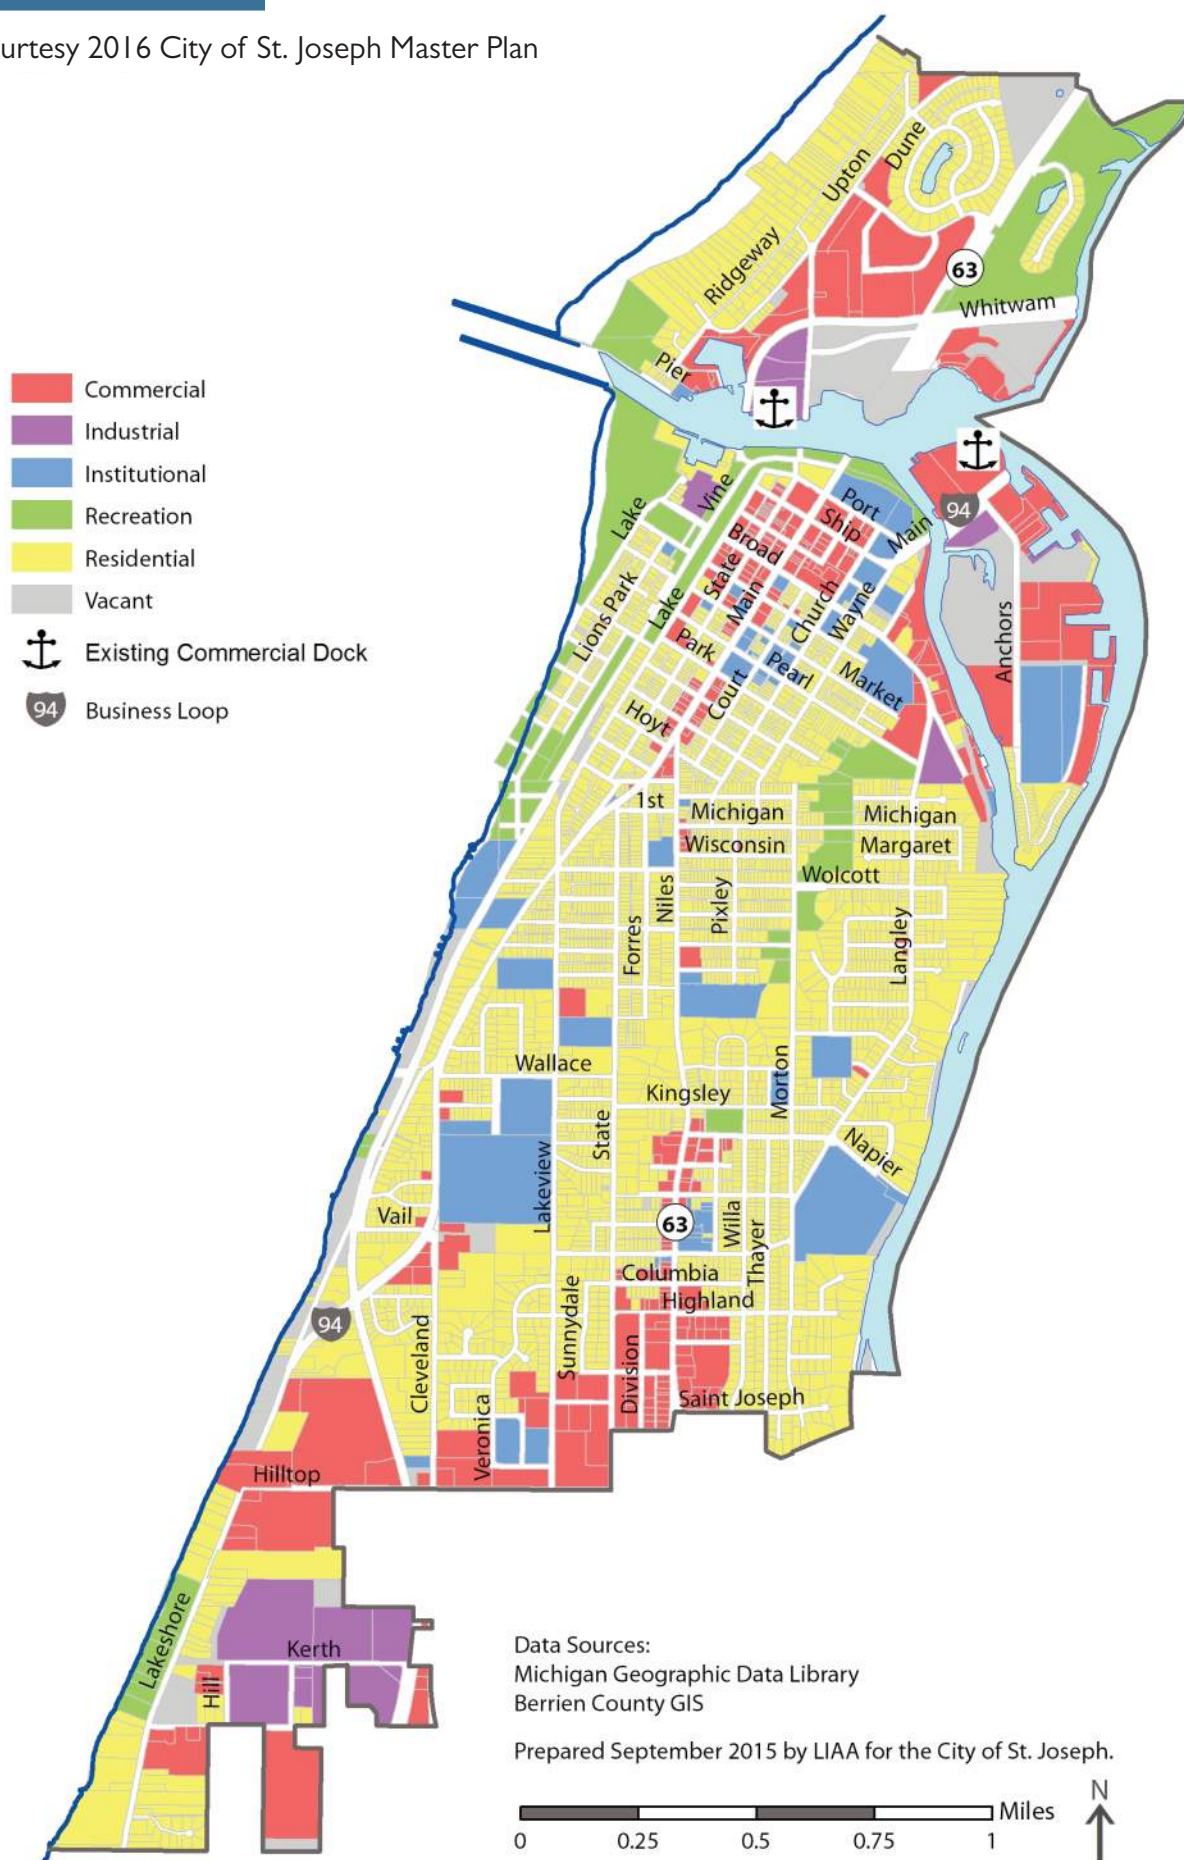 urtesy 2016 City of St. Joseph Master Plan
Commercial
Industrial
Institutional
Recreation
Residential
Vacant
Existing Commercial Dock
94
Business Loop
Upton
Dune
Ridgeway
63
Whitwam
Pier
Vine
Lake
Port
Ship
Main
94
Broad
State
Main
Church
Wayne
Lions Park
Lake
Park
Pearl
Market
Court
Hoyt
Anchors
1st
Michigan
Michigan
Wisconsin
Margaret
Wolcott
Niles
Pixley
Forres
Langley
Wallace
Kingsley
Morton
State
Lakeview
Napier
Vail
63
Willa
Thayer
Columbia
Highland
Sunnydale
94
Cleveland
Division
Saint Joseph
Veronica
Hilltop
Lakeshore
Kerth
Hill
Data Sources:
Michigan Geographic Data Library
Berrien County GIS
Prepared September 2015 by LIAA for the City of St. Joseph.
N
Miles
0 0.25 0.5 0.75 1